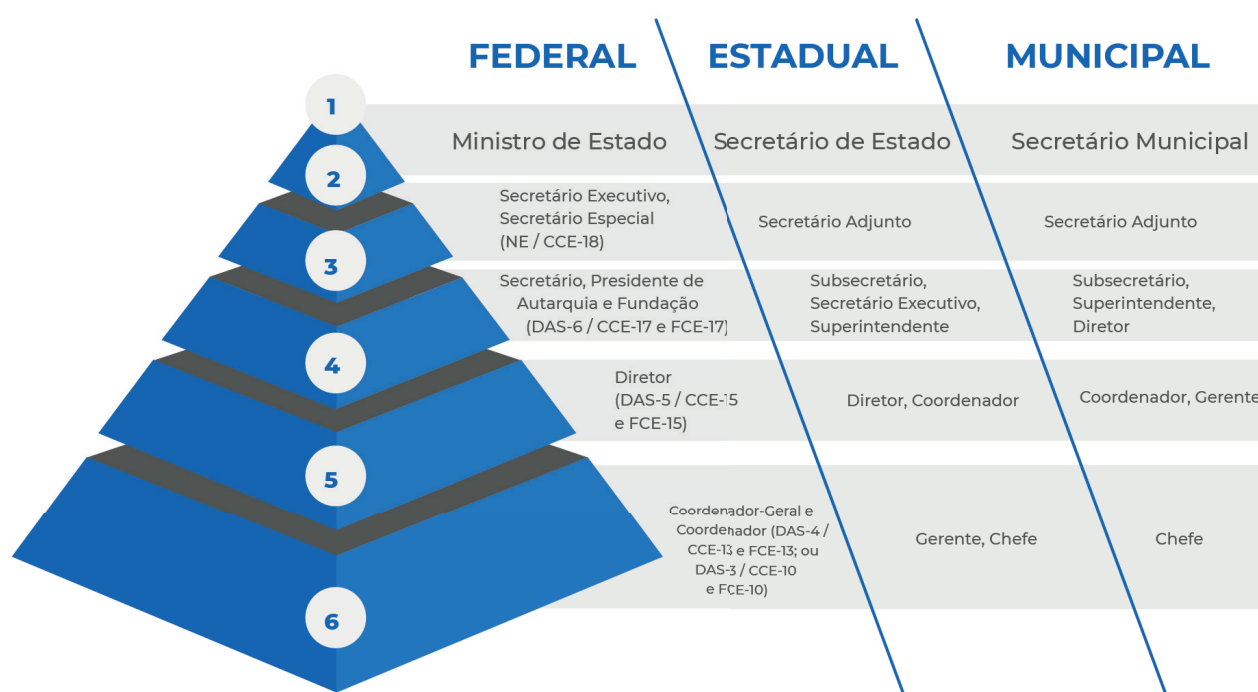 FEDERAL
ESTADUAL
MUNICIPAL
1
Ministro de Estado
Secretário de Estado
Secretário Municipal
2
Secretário Executivo,
Secretário Especial
(NE / CCE-18)
Secretário Adjunto
Secretário Adjunto
3
Secretário, Presidente de
Autarquia e Fundação
(DAS-6 / CCE-17 e FCE-17)
Subsecretário,
Secretário Executivo,
Superintendente
Subsecretário,
Superintendente,
Diretor
4
Diretor
(DAS-5 / CCE-15
e FCE-15)
Diretor, Coordenador
Coordenador, Gerente
5
Coordenador-Geral e
Coordenador (DAS-4 /
CCE-13 e FCE-13; ou
DAS-3 / CCE-10
e FCE-10)
Gerente, Chefe
Chefe
6